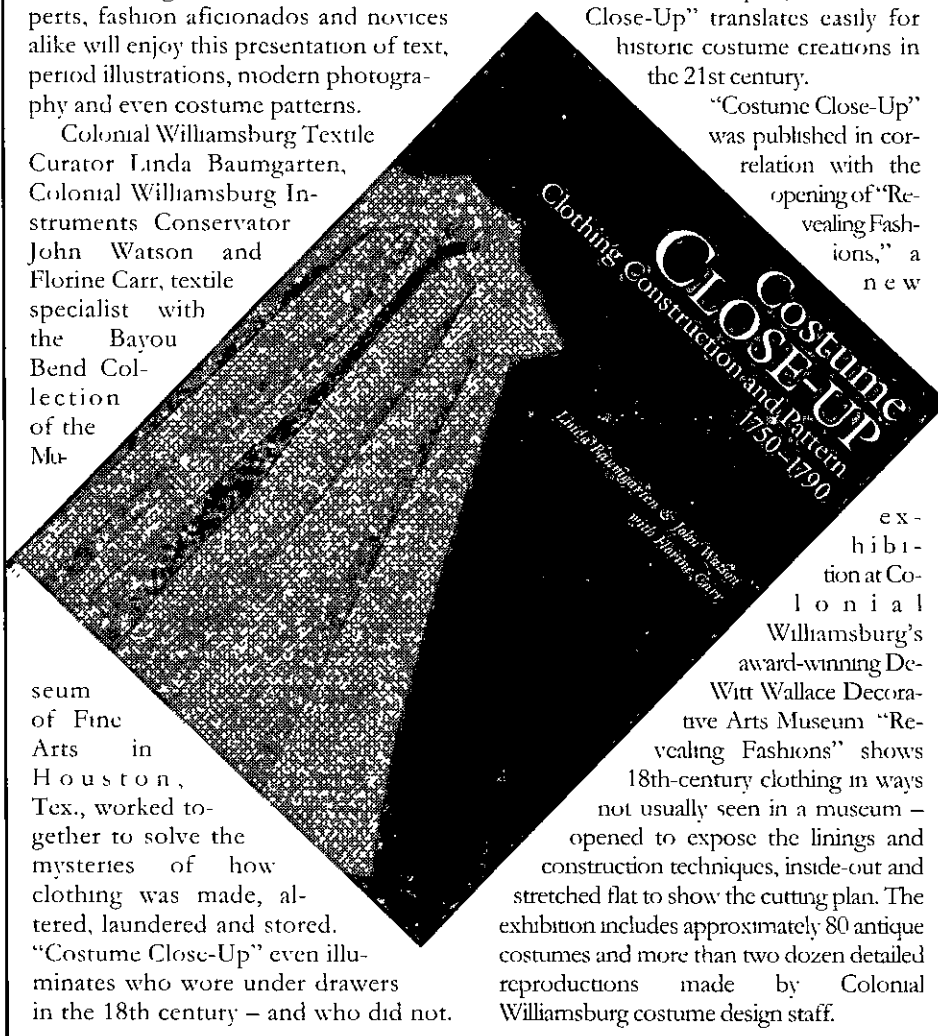 perts, fashion aficionados and novices
alike will enjoy this presentation of text,
period illustrations, modern photogra-
phy and even costume patterns.
Colonial Williamsburg Textile
Curator Linda Baumgarten,
Colonial Williamsburg In-
struments Conservator
John Watson and
Florine Carr, textile
specialist with
the Bayou
Bend Col-
lection
of the
Mu-
seum
of Fine
Arts in
Houston,
Tex., worked to-
gether to solve the
mysteries of how
clothing was made, al-
tered, laundered and stored.
“Costume Close-Up” even illu-
minates who wore under drawers
in the 18th century – and who did not.
Close-Up” translates easily for
historic costume creations in
the 21st century.
“Costume Close-Up”
was published in cor-
relation with the
opening of “Re-
vealing Fash-
ions,” a
new
ex-
hibi-
tion at Co-
lonial
Williamsburg's
award-winning De-
Witt Wallace Decora-
tive Arts Museum “Re-
vealing Fashions” shows
18th-century clothing in ways
not usually seen in a museum –
opened to expose the linings and
construction techniques, inside-out and
stretched flat to show the cutting plan. The
exhibition includes approximately 80 antique
costumes and more than two dozen detailed
reproductions made by Colonial
Williamsburg costume design staff.
Costume
CLOSE-UP
Clothing Construction and Pattern
1750–1790
Linda Baumgarten & John Watson
with Florine Carr